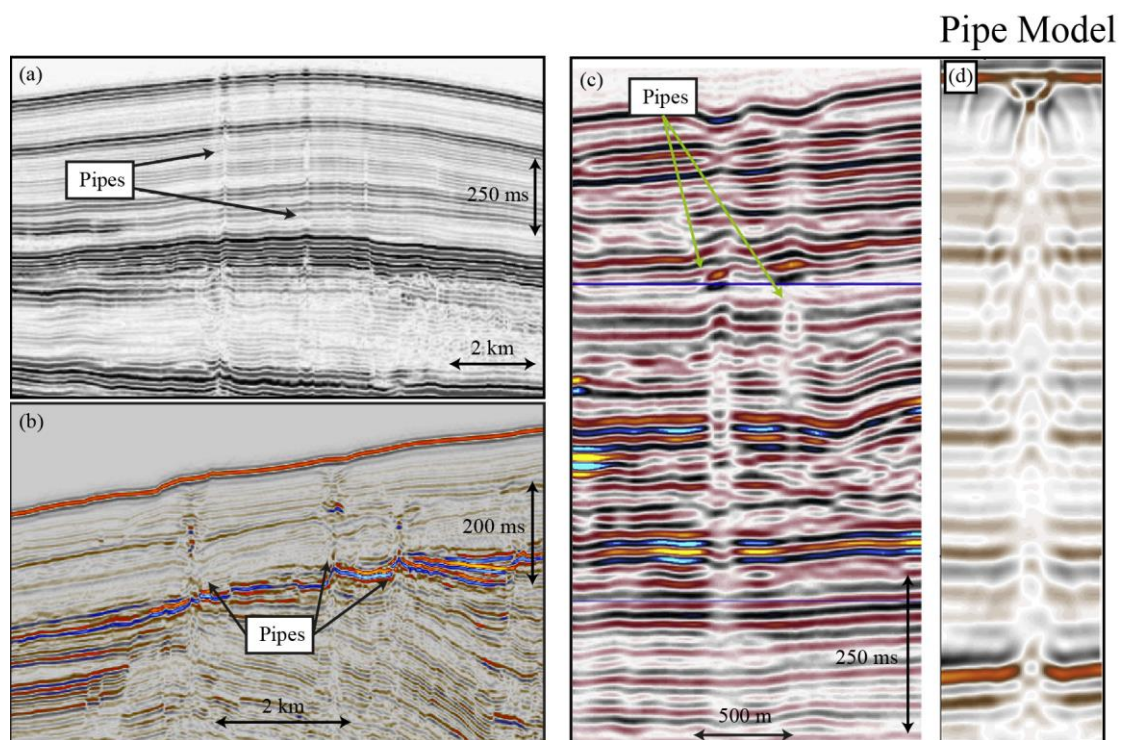 Pipe Model
(a)
Pipes
250 ms
2 km
(b)
200 ms
Pipes
2 km
(c)
Pipes
250 ms
500 m
(d)